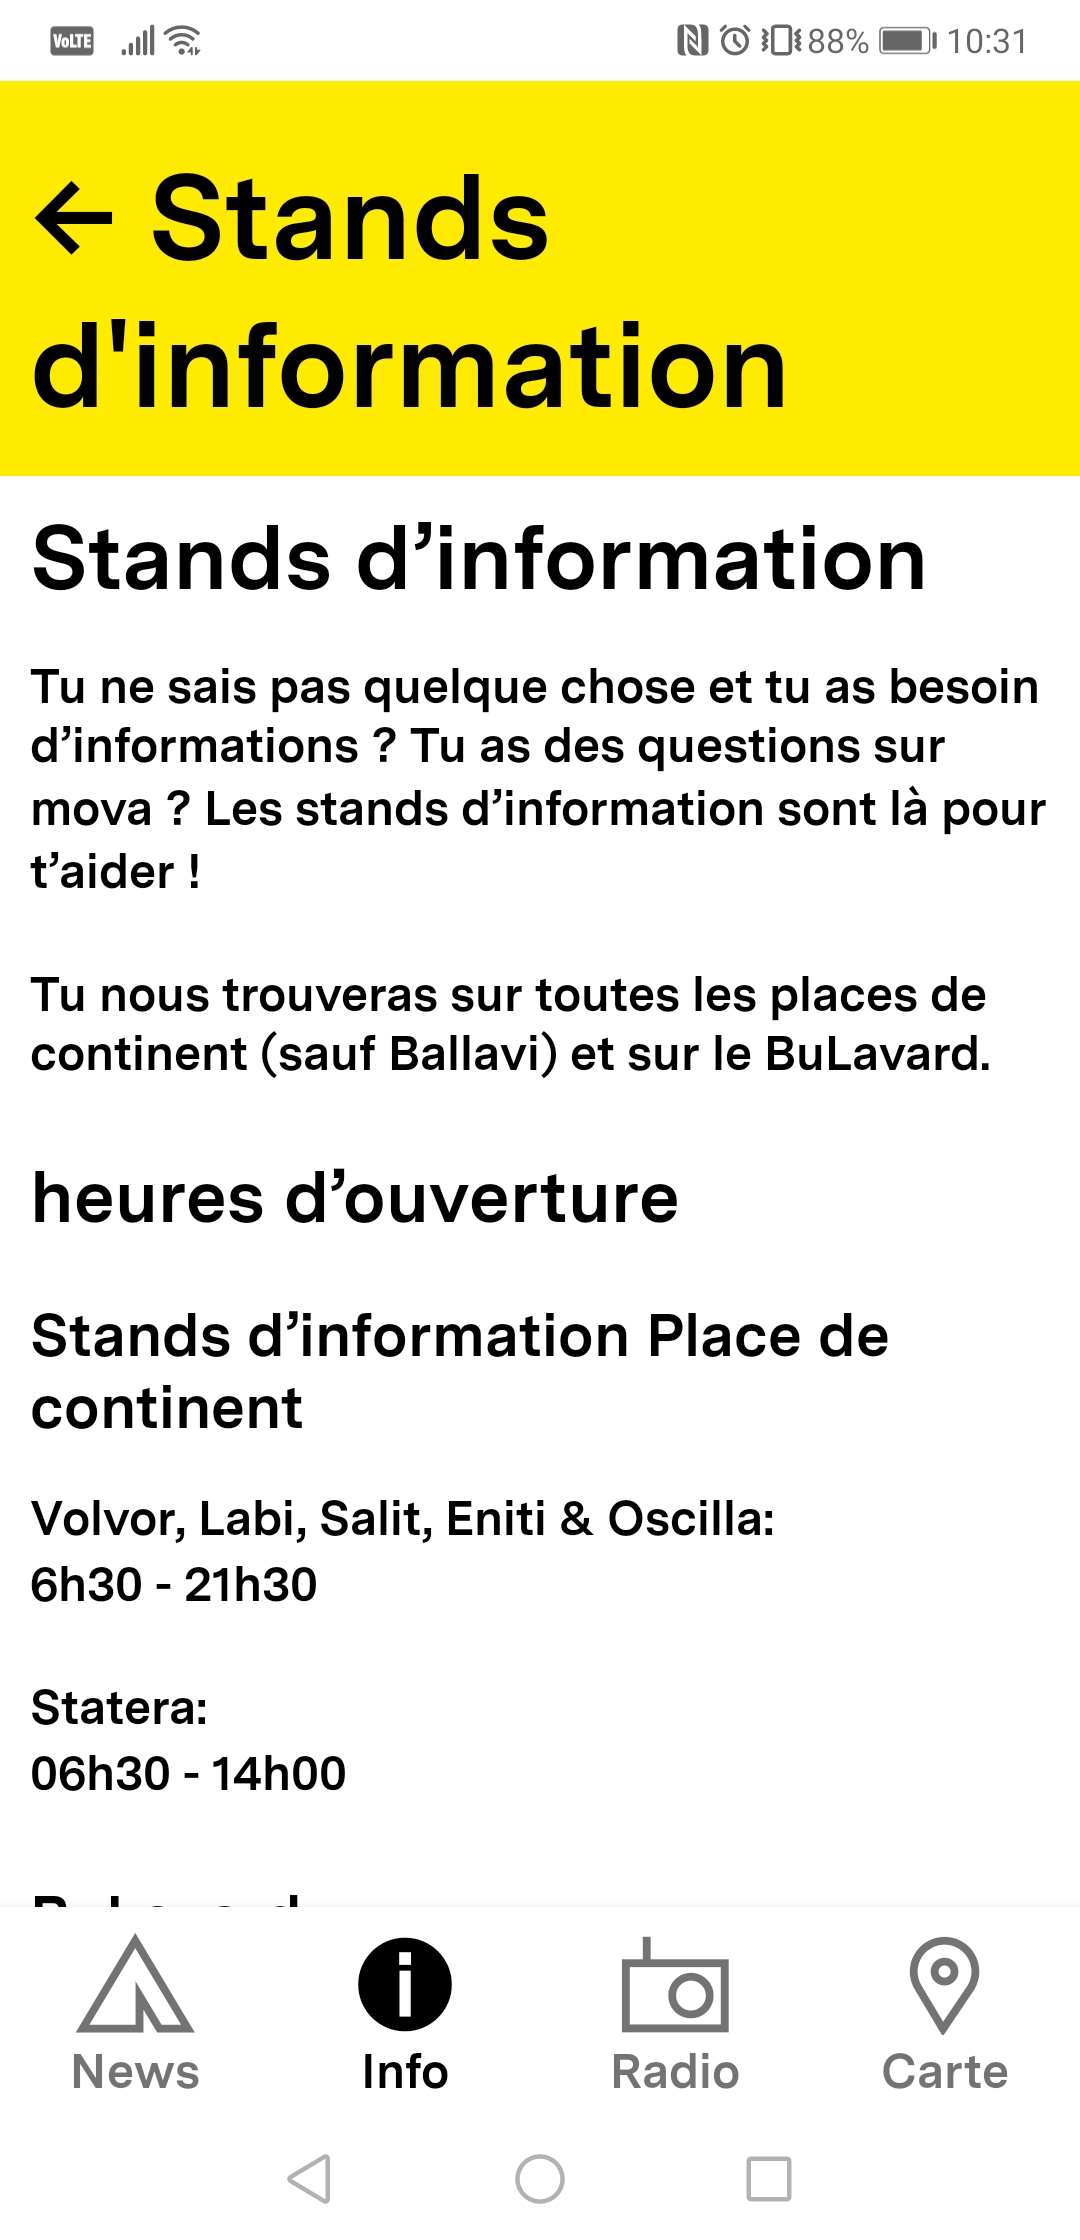 VoLTE 88% 10:31
← Stands
d'information
Stands d’information
Tu ne sais pas quelque chose et tu as besoin
d’informations ? Tu as des questions sur
mova ? Les stands d’information sont là pour
t’aider !
Tu nous trouveras sur toutes les places de
continent (sauf Ballavi) et sur le BuLavard.
heures d’ouverture
Stands d’information Place de
continent
Volvor, Labi, Salit, Eniti & Oscilla:
6h30 - 21h30
Statera:
06h30 - 14h00
News Info Radio Carte